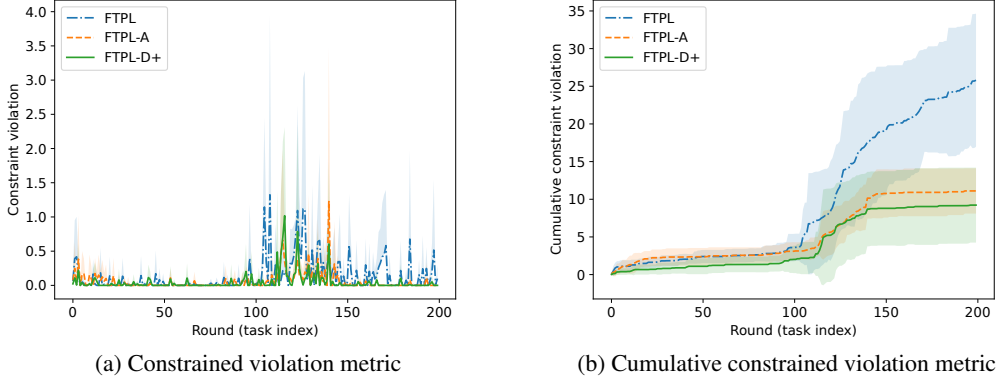 FTPL
FTPL-A
FTPL-D+
Constraint violation
4.0
3.5
3.0
2.5
2.0
1.5
1.0
0.5
0.0
0
50
100
150
200
Round (task index)
(a) Constrained violation metric
FTPL
FTPL-A
FTPL-D+
Cumulative constraint violation
35
30
25
20
15
10
5
0
0
50
100
150
200
Round (task index)
(b) Cumulative constrained violation metric